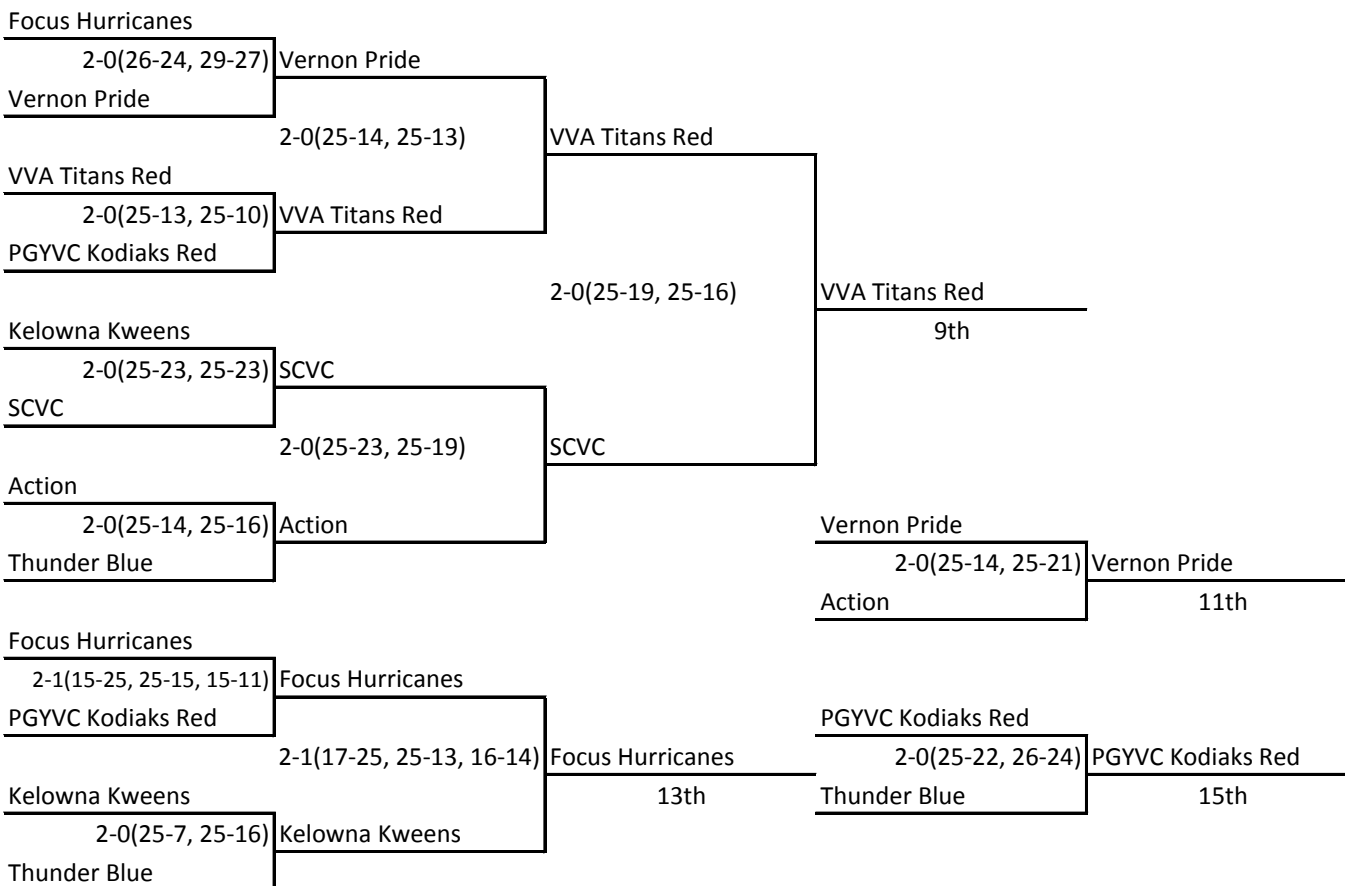 Focus Hurricanes
2-0(26-24, 29-27) Vernon Pride
Vernon Pride
2-0(25-14, 25-13) VVA Titans Red
VVA Titans Red
2-0(25-13, 25-10) VVA Titans Red
PGYVC Kodiaks Red
2-0(25-19, 25-16) VVA Titans Red
Kelowna Kweens 9th
2-0(25-23, 25-23) SCVC
SCVC
2-0(25-23, 25-19) SCVC
Action
2-0(25-14, 25-16) Action Vernon Pride
Thunder Blue 2-0(25-14, 25-21) Vernon Pride
Action 11th
Focus Hurricanes
2-1(15-25, 25-15, 15-11) Focus Hurricanes
PGYVC Kodiaks Red PGYVC Kodiaks Red
2-1(17-25, 25-13, 16-14) Focus Hurricanes 2-0(25-22, 26-24) PGYVC Kodiaks Red
Kelowna Kweens 13th Thunder Blue 15th
2-0(25-7, 25-16) Kelowna Kweens
Thunder Blue